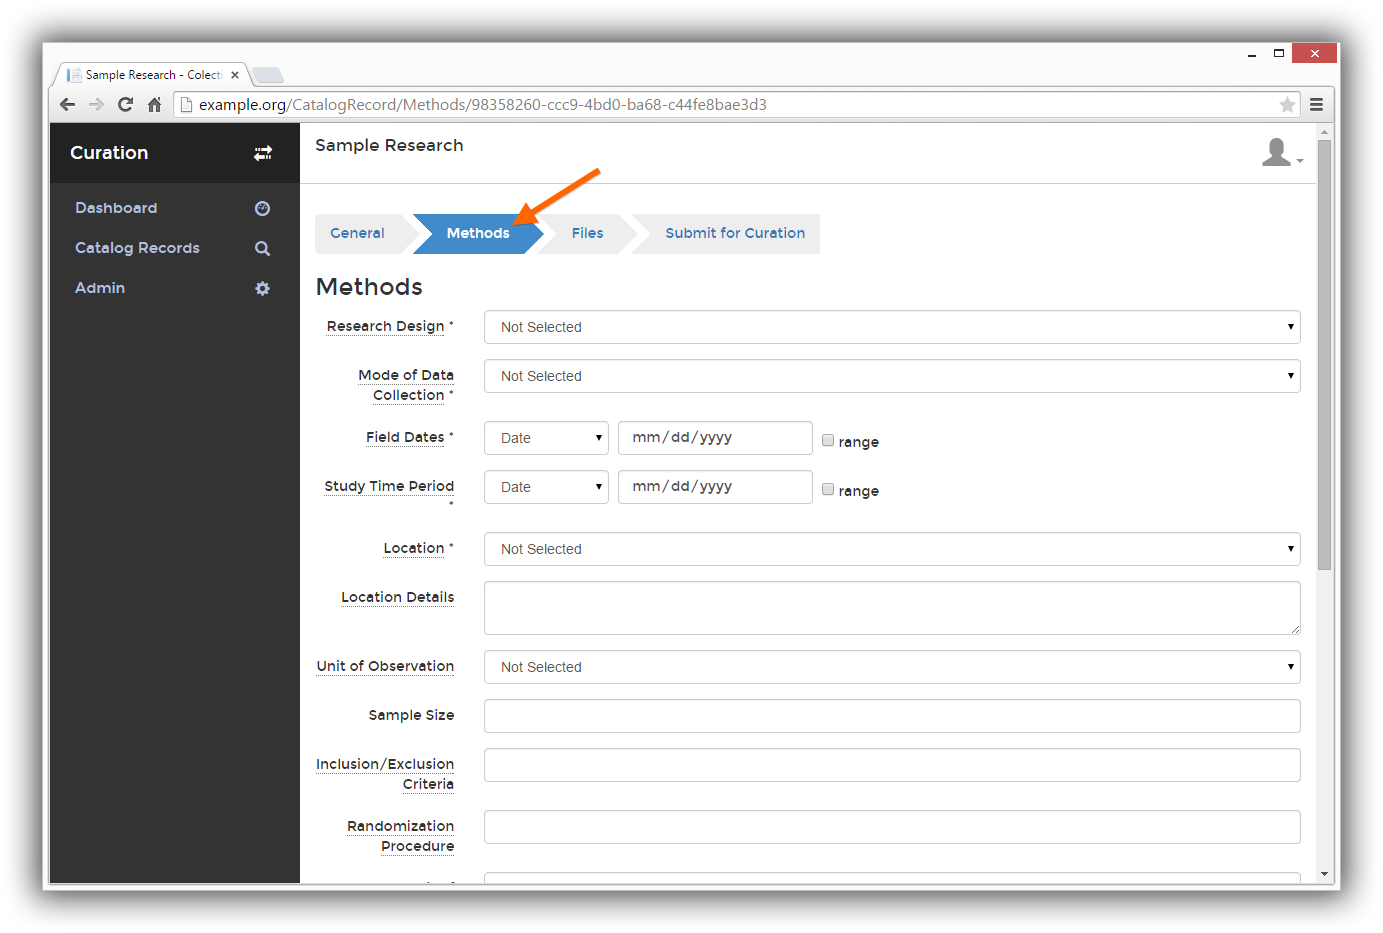 Sample Research - Colect
example.org/CatalogRecord/Methods/98358260-ccc9-4bd0-ba68-c44fe8bae3d3
Curation
Dashboard
Catalog Records
Admin
Sample Research
General Methods Files Submit for Curation
Methods
Research Design * Not Selected
Mode of Data
Collection * Not Selected
Field Dates * Date mm/dd/yyyy range
Study Time Period
* Date mm/dd/yyyy range
Location * Not Selected
Location Details
Unit of Observation Not Selected
Sample Size
Inclusion/Exclusion
Criteria
Randomization
Procedure